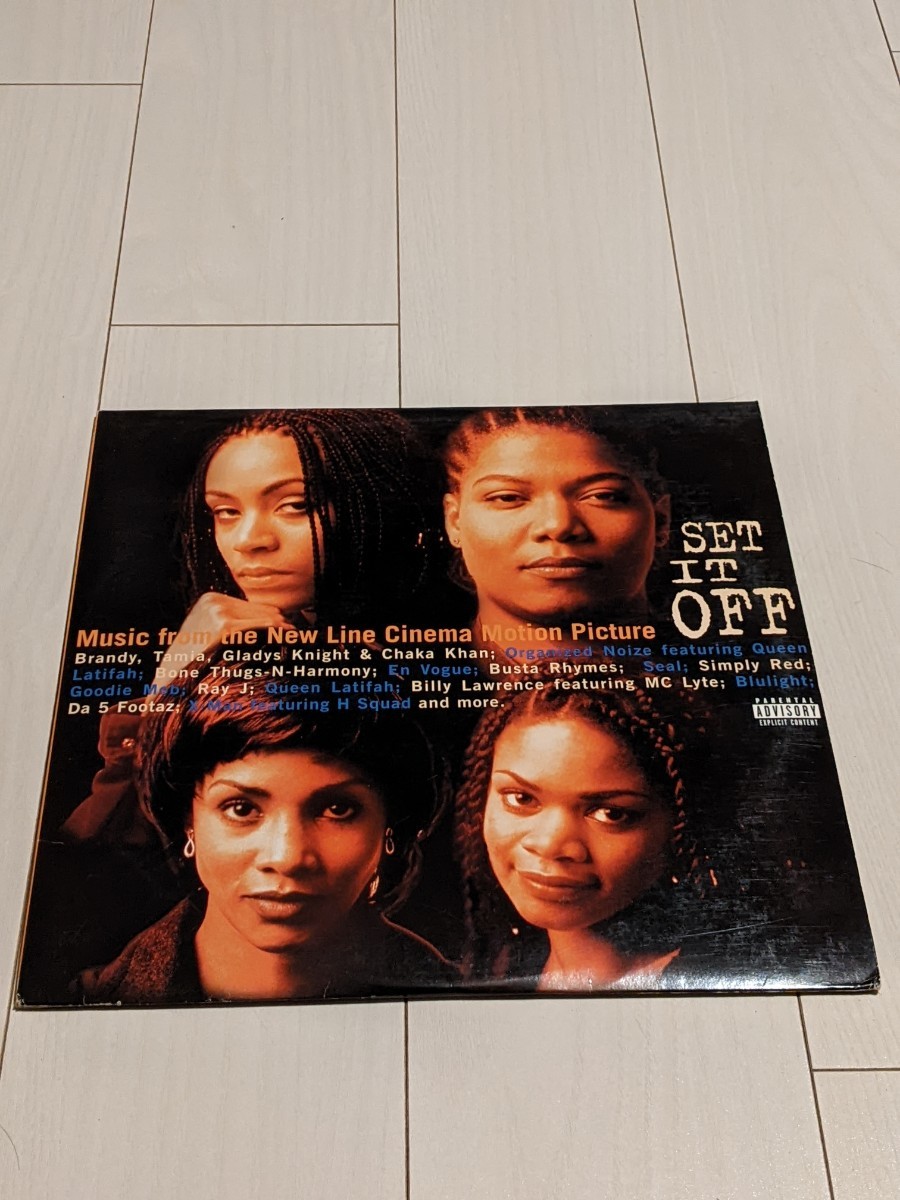 SET
IT
OFF
Music from the New Line Cinema Motion Picture
Brandy, Tamia, Gladys Knight & Chaka Khan; Organized Noize featuring Queen
Latifah; Bone Thugs-N-Harmony; En Vogue; Busta Rhymes; Seal; Simply Red;
Goodie Mob; Ray J; Queen Latifah; Billy Lawrence featuring MC Lyte; Blulight;
Da 5 Footaz; X Man featuring H Squad and more.
PARENTAL
ADVISORY
EXPLICIT CONTENT